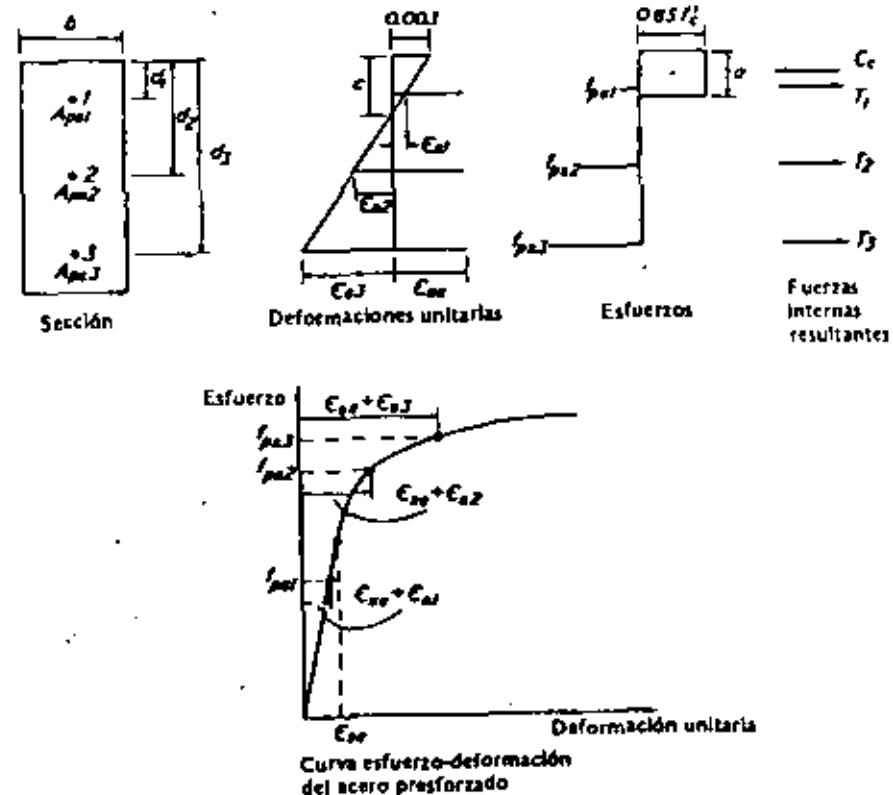 b
d1
d2
d3
•1
Aps1
•2
Aps2
•3
Aps3
Sección
0.003
c
εs1
εs2
εs3
εse
Deformaciones unitarias
0.85f'c
a
fps1
fps2
fps3
Esfuerzos
Cc
T1
T2
T3
Fuerzas
internas
resultantes
Esfuerzo
εse + εs3
fps3
fps2
εse + εs2
fps1
εse + εs1
εse
Deformación unitaria
Curva esfuerzo-deformación
del acero presforzado